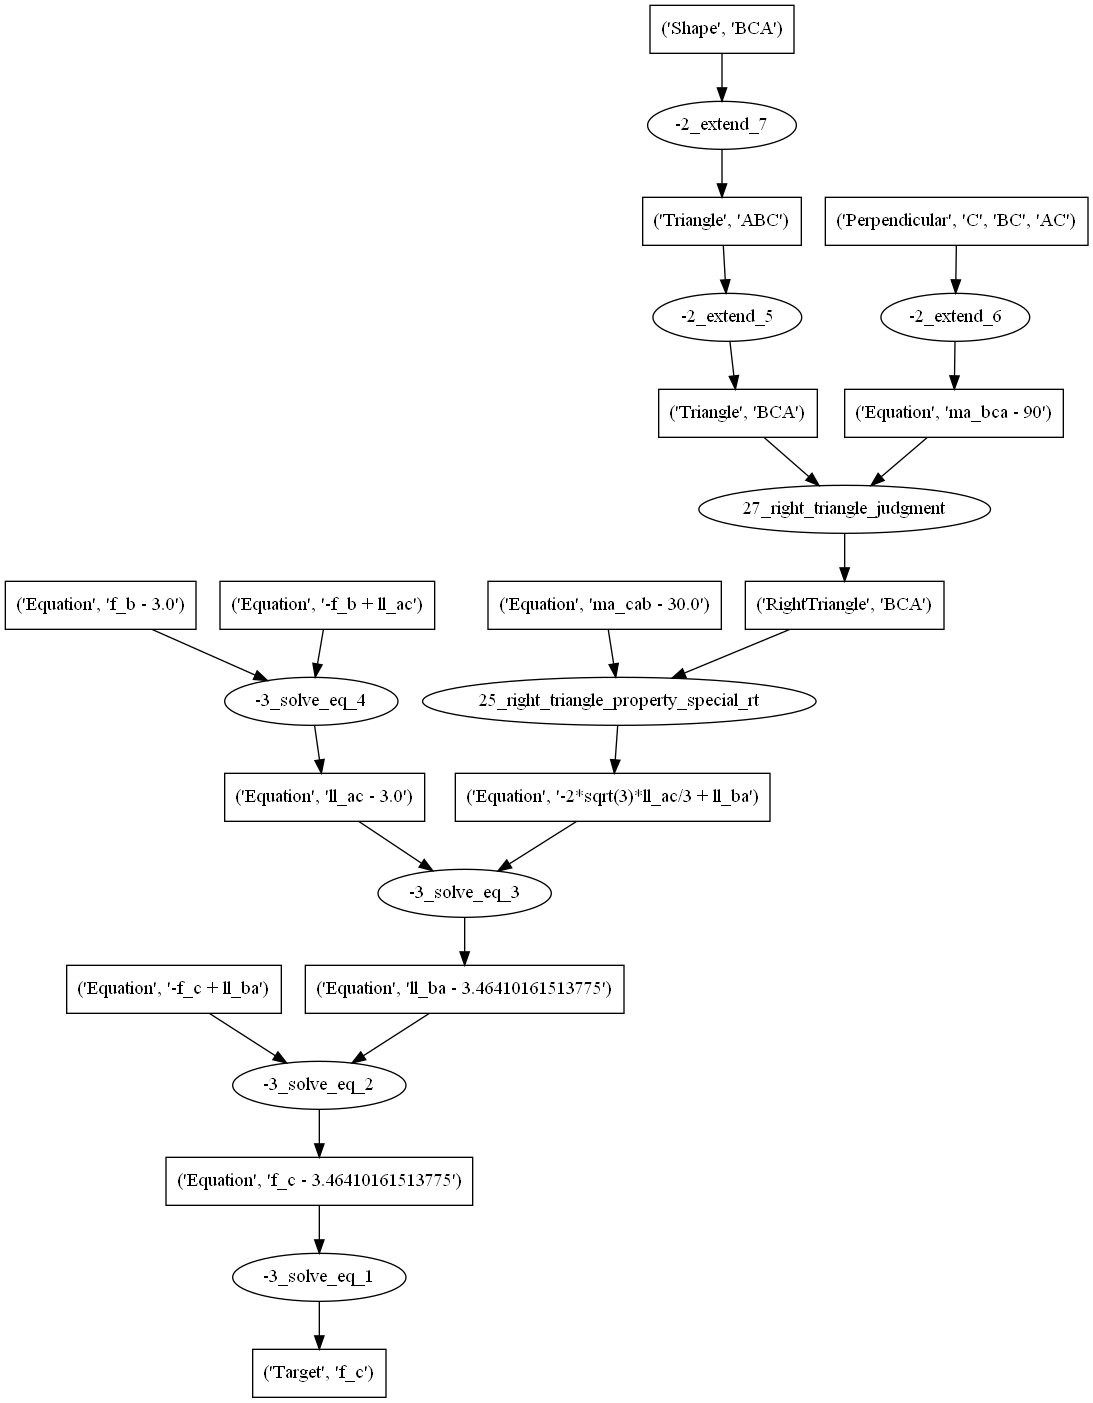 ('Shape', 'BCA')
-2_extend_7
('Triangle', 'ABC')
('Perpendicular', 'C', 'BC', 'AC')
-2_extend_5
-2_extend_6
('Triangle', 'BCA')
('Equation', 'ma_bca - 90')
27_right_triangle_judgment
('Equation', 'f_b - 3.0')
('Equation', '-f_b + ll_ac')
('Equation', 'ma_cab - 30.0')
('RightTriangle', 'BCA')
-3_solve_eq_4
25_right_triangle_property_special_rt
('Equation', 'll_ac - 3.0')
('Equation', '-2*sqrt(3)*ll_ac/3 + ll_ba')
-3_solve_eq_3
('Equation', '-f_c + ll_ba')
('Equation', 'll_ba - 3.46410161513775')
-3_solve_eq_2
('Equation', 'f_c - 3.46410161513775')
-3_solve_eq_1
('Target', 'f_c')